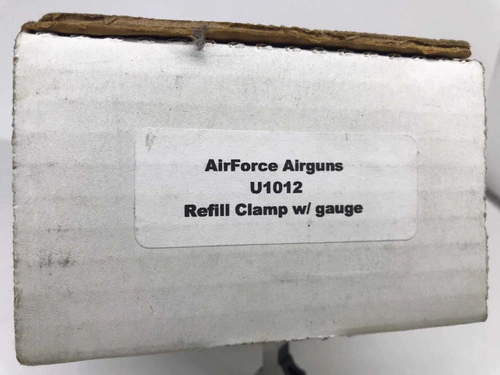 AirForce Airguns
U1012
Refill Clamp w/ gauge